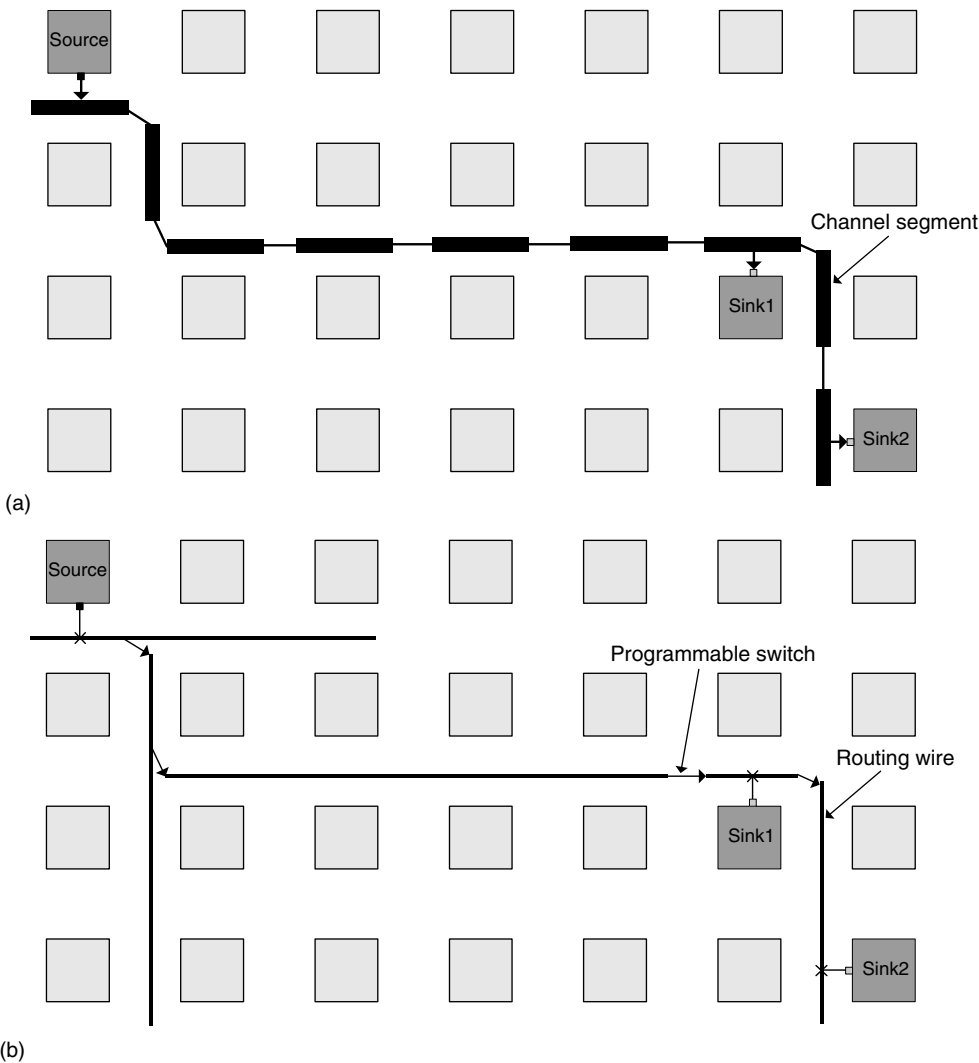 Source
Channel segment
Sink1
Sink2
(a)
Source
Programmable switch
Routing wire
Sink1
Sink2
(b)